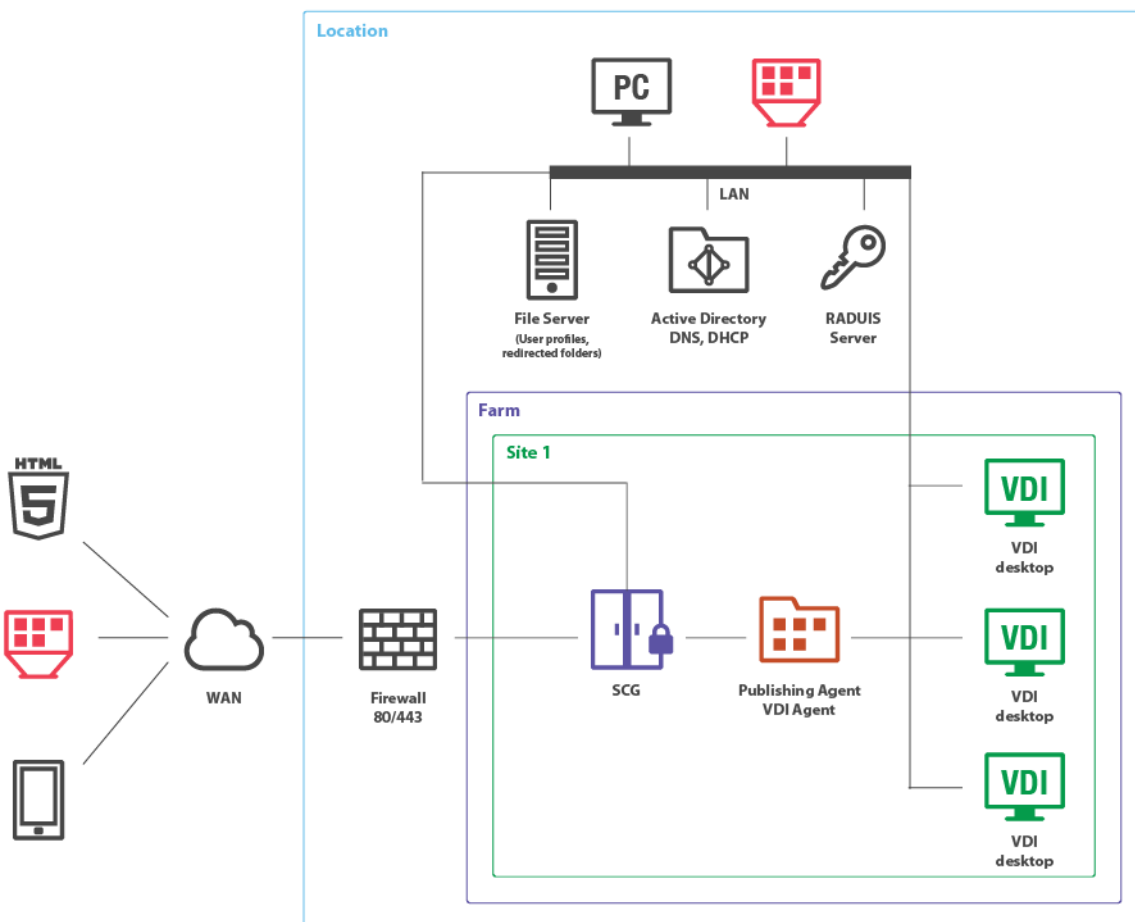 Location
PC
LAN
File Server
(User profiles,
redirected folders)
Active Directory
DNS, DHCP
RADUIS
Server
Farm
Site 1
HTML
5
WAN
Firewall
80/443
SCG
Publishing Agent
VDI Agent
VDI
VDI
desktop
VDI
VDI
desktop
VDI
VDI
desktop